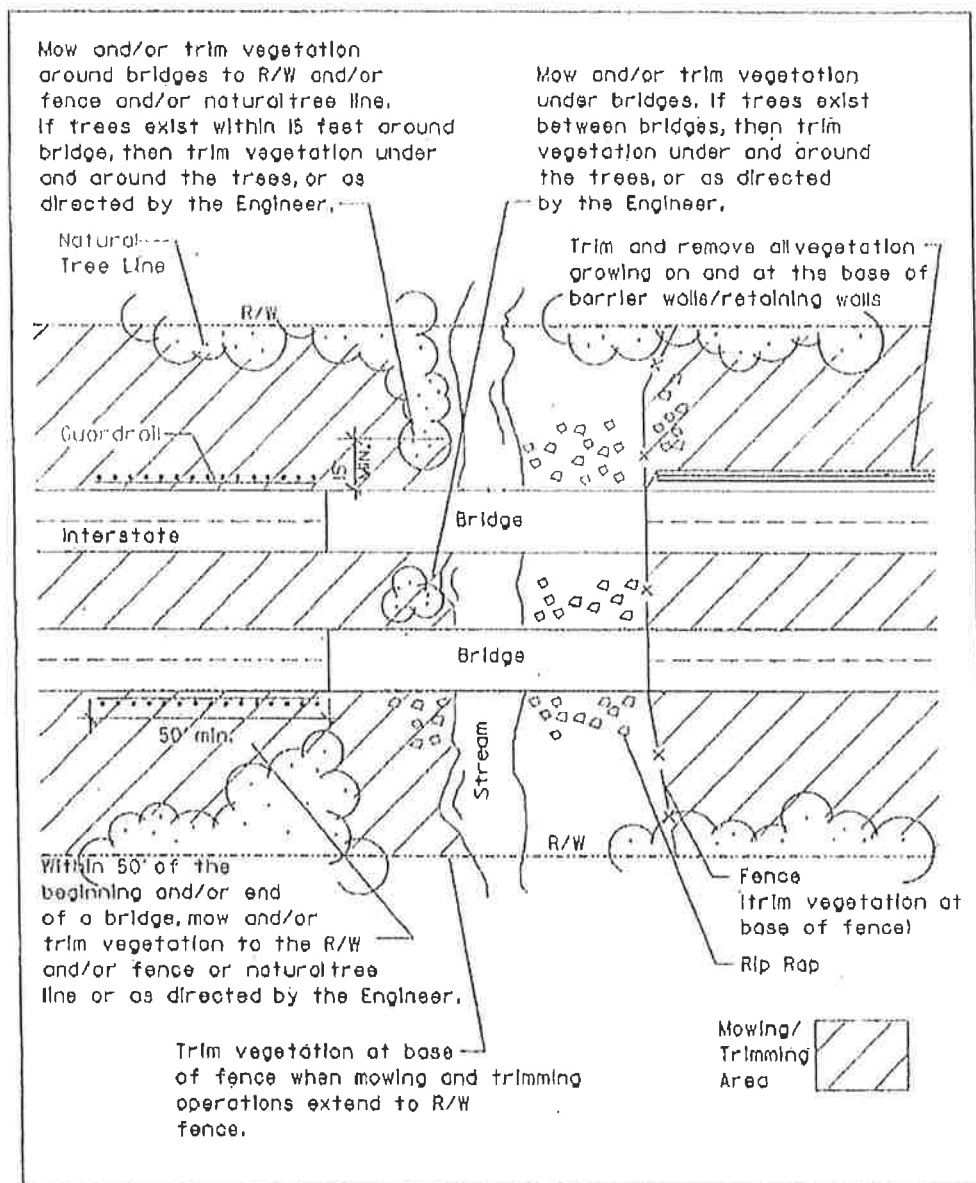 Mow and/or trim vegetation
around bridges to R/W and/or
fence and/or natural tree line.
If trees exist within 15 feet around
bridge, then trim vegetation under
and around the trees, or as
directed by the Engineer.
Mow and/or trim vegetation
under bridges. If trees exist
between bridges, then trim
vegetation under and around
the trees, or as directed
by the Engineer.
Natural
Tree Line
Trim and remove all vegetation
growing on and at the base of
barrier walls/retaining walls
R/W
Guardrail
15'
MIN.
Bridge
Interstate
Bridge
50' min.
Stream
R/W
Within 50' of the
beginning and/or end
of a bridge, mow and/or
trim vegetation to the R/W
and/or fence or natural tree
line or as directed by the Engineer.
Fence
(trim vegetation at
base of fence)
Rip Rap
Trim vegetation at base
of fence when mowing and trimming
operations extend to R/W
fence.
Mowing/
Trimming
Area